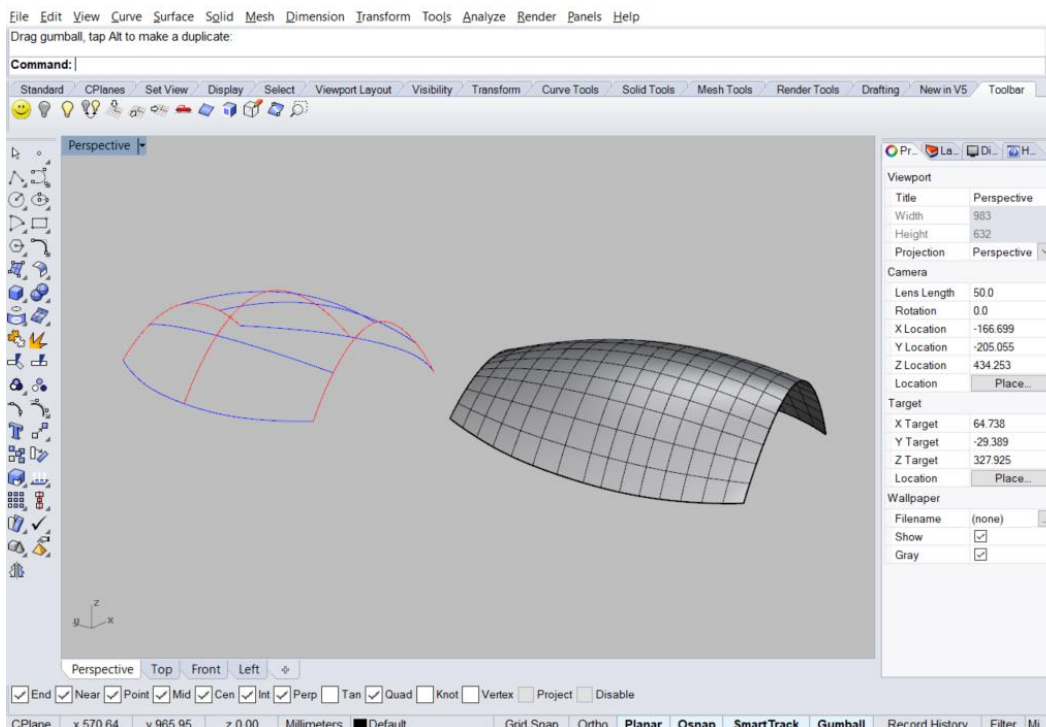 File Edit View Curve Surface Solid Mesh Dimension Transform Tools Analyze Render Panels Help
Drag gumball, tap Alt to make a duplicate:
Command:
Standard CPlanes Set View Display Select Viewport Layout Visibility Transform Curve Tools Solid Tools Mesh Tools Render Tools Drafting New in V5 Toolbar
Perspective
Pr... La... Di... H...
Viewport
Title Perspective
Width 983
Height 632
Projection Perspective
Camera
Lens Length 50.0
Rotation 0.0
X Location -166.699
Y Location -205.055
Z Location 434.253
Location Place...
Target
X Target 64.738
Y Target -29.389
Z Target 327.925
Location Place...
Wallpaper
Filename (none)
Show
Gray
z
y x
Perspective Top Front Left
End Near Point Mid Cen Int Perp Tan Quad Knot Vertex Project Disable
CPlane x 570.64 y 965.95 z 0.00 Millimeters Default Grid Snap Ortho Planar Osnap SmartTrack Gumball Record History Filter Mi